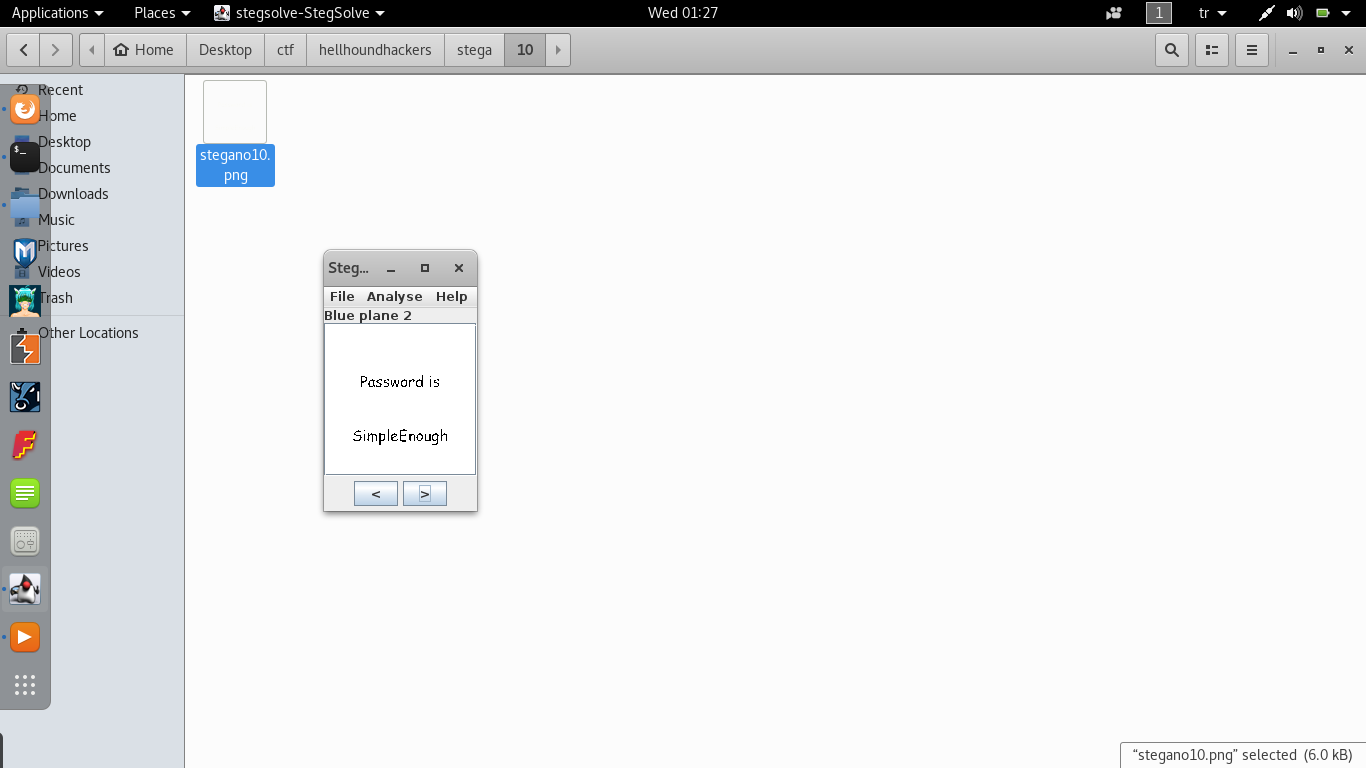 Applications Places stegsolve-StegSolve Wed 01:27 1 tr
Home Desktop ctf hellhoundhackers stega 10
Recent
Home
Desktop
Documents
Downloads
Music
Pictures
Videos
Trash
Other Locations
stegano10.
png
Steg...
File Analyse Help
Blue plane 2
Password is
SimpleEnough
< >
$_
“stegano10.png” selected (6.0 kB)